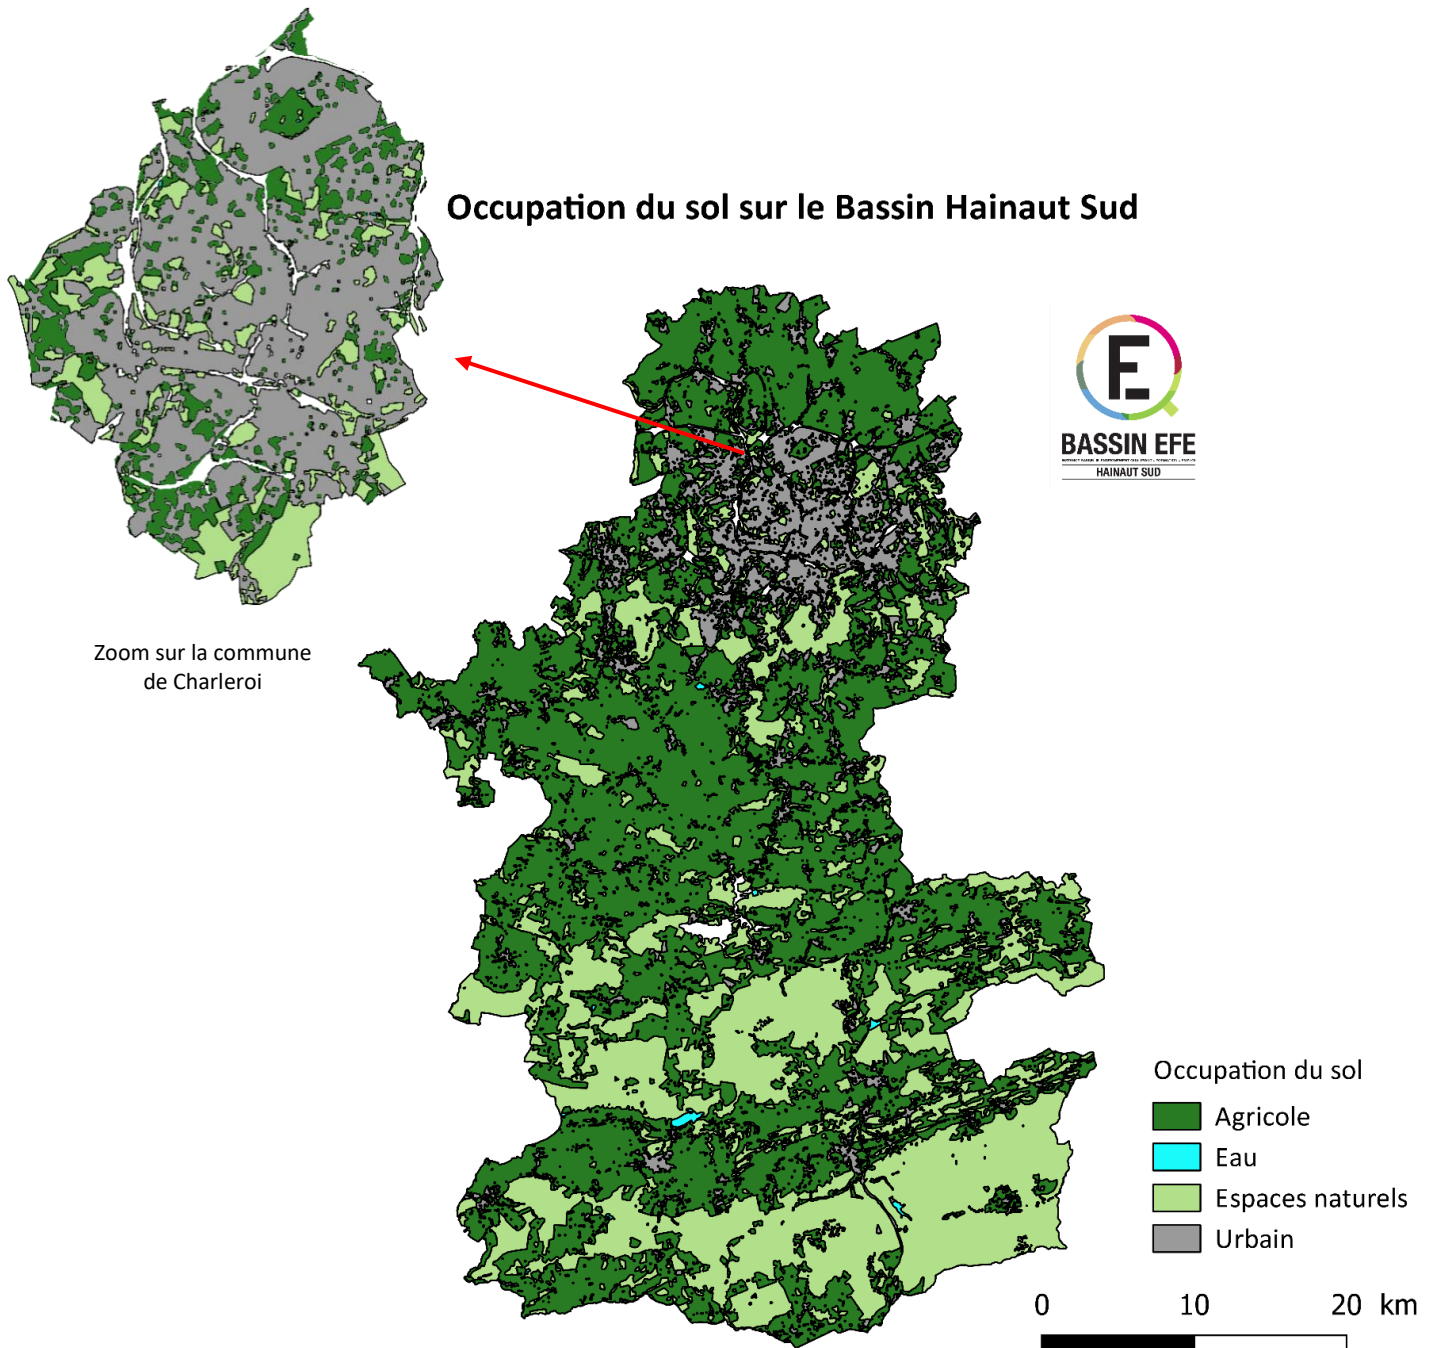 Occupation du sol sur le Bassin Hainaut Sud
BASSIN EFE
HAINAUT SUD
Zoom sur la commune
de Charleroi
Occupation du sol
Agricole
Eau
Espaces naturels
Urbain
0 10 20 km